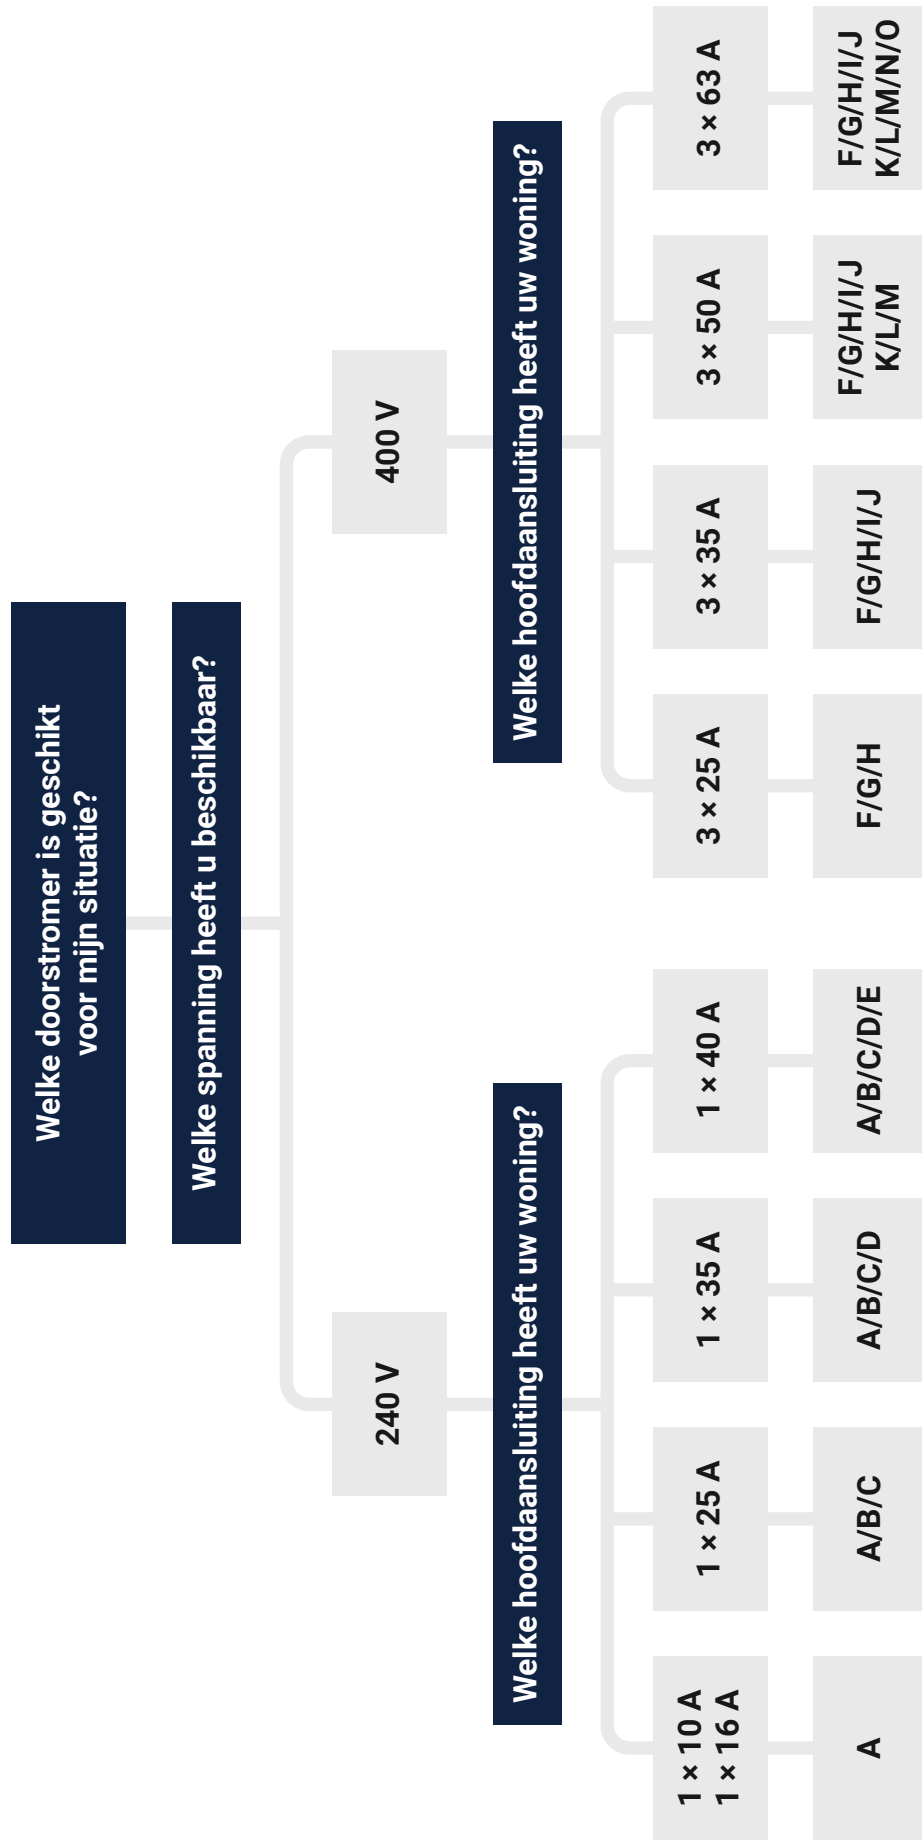 Welke doorstromer is geschikt
voor mijn situatie?
Welke spanning heeft u beschikbaar?
240 V
400 V
Welke hoofdaansluiting heeft uw woning?
Welke hoofdaansluiting heeft uw woning?
1 × 10 A
1 × 16 A
1 × 25 A
1 × 35 A
1 × 40 A
3 × 25 A
3 × 35 A
3 × 50 A
3 × 63 A
A
A/B/C
A/B/C/D
A/B/C/D/E
F/G/H
F/G/H/I/J
F/G/H/I/J
K/L/M
F/G/H/I/J
K/L/M/N/O